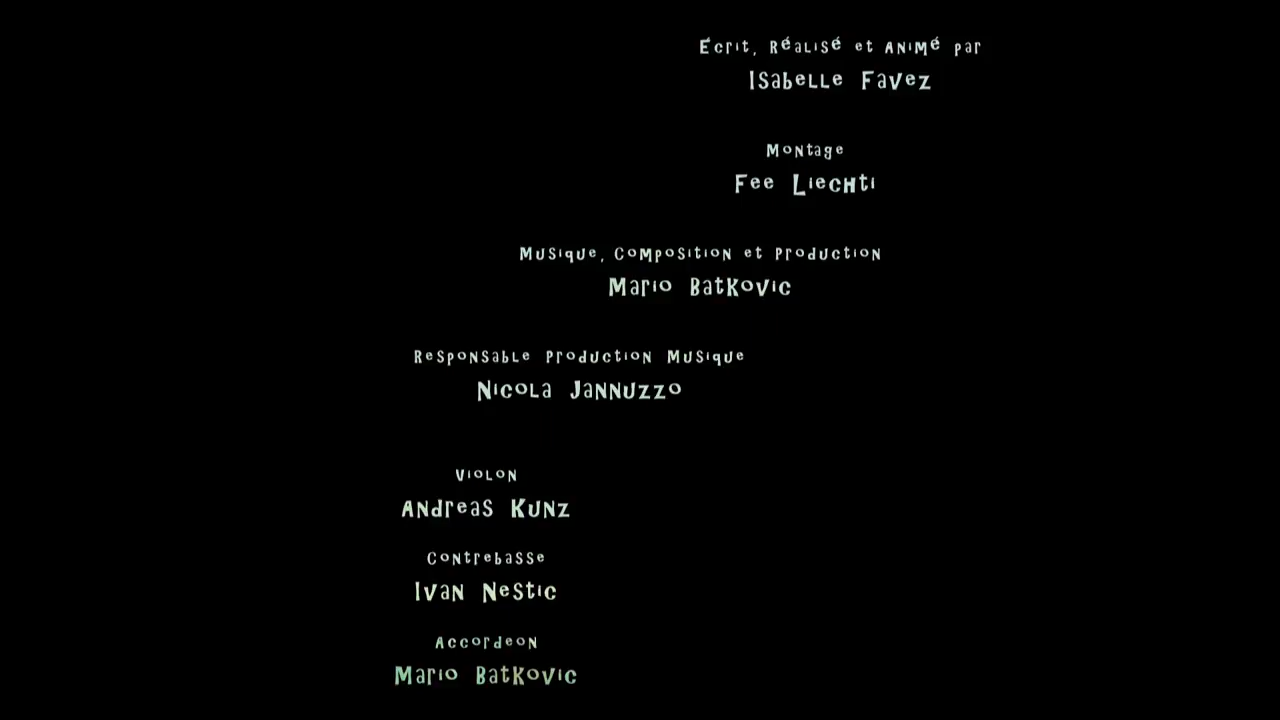 Écrit, Réalisé et Animé par
Isabelle Favez
Montage
Fee Liechti
Musique, Composition et Production
Mario Batkovic
Responsable Production Musique
Nicola Jannuzzo
Violon
Andreas Kunz
Contrebasse
Ivan Nestic
Accordeon
Mario Batkovic